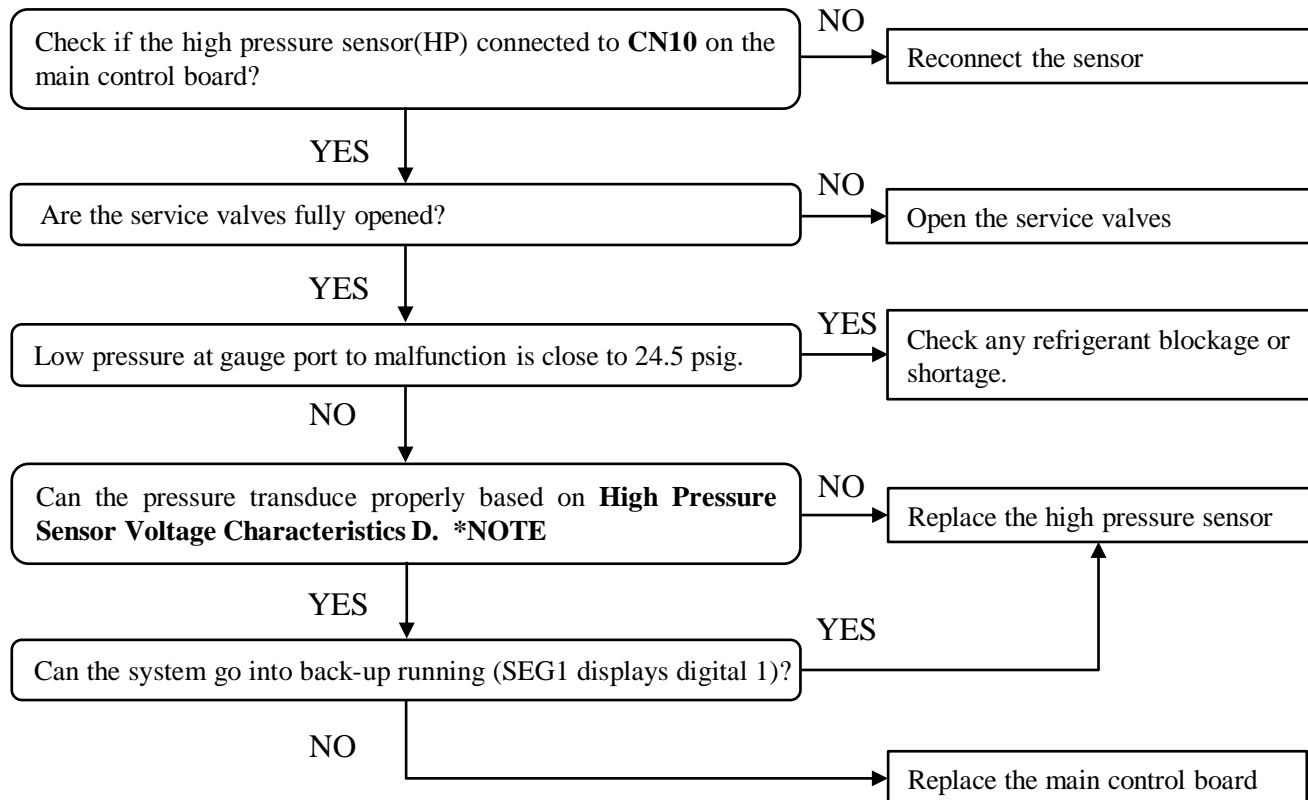 Check if the high pressure sensor(HP) connected to CN10 on the
main control board?
NO
Reconnect the sensor
YES
Are the service valves fully opened?
NO
Open the service valves
YES
Low pressure at gauge port to malfunction is close to 24.5 psig.
YES
Check any refrigerant blockage or
shortage.
NO
Can the pressure transduce properly based on High Pressure
Sensor Voltage Characteristics D. *NOTE
NO
Replace the high pressure sensor
YES
Can the system go into back-up running (SEG1 displays digital 1)?
YES
NO
Replace the main control board